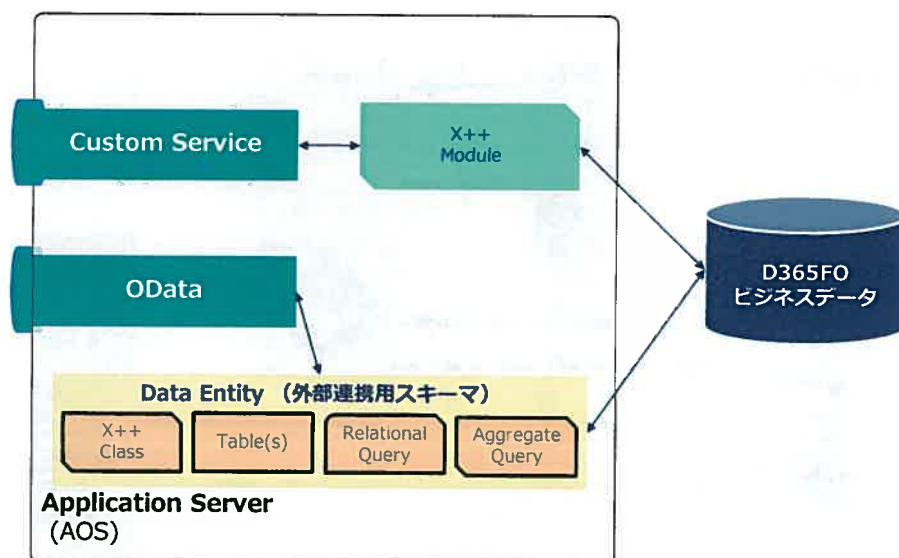 Custom Service
X++
Module
OData
D365FO
ビジネスデータ
Data Entity （外部連携用スキーマ）
X++
Class
Table(s)
Relational
Query
Aggregate
Query
Application Server
(AOS)